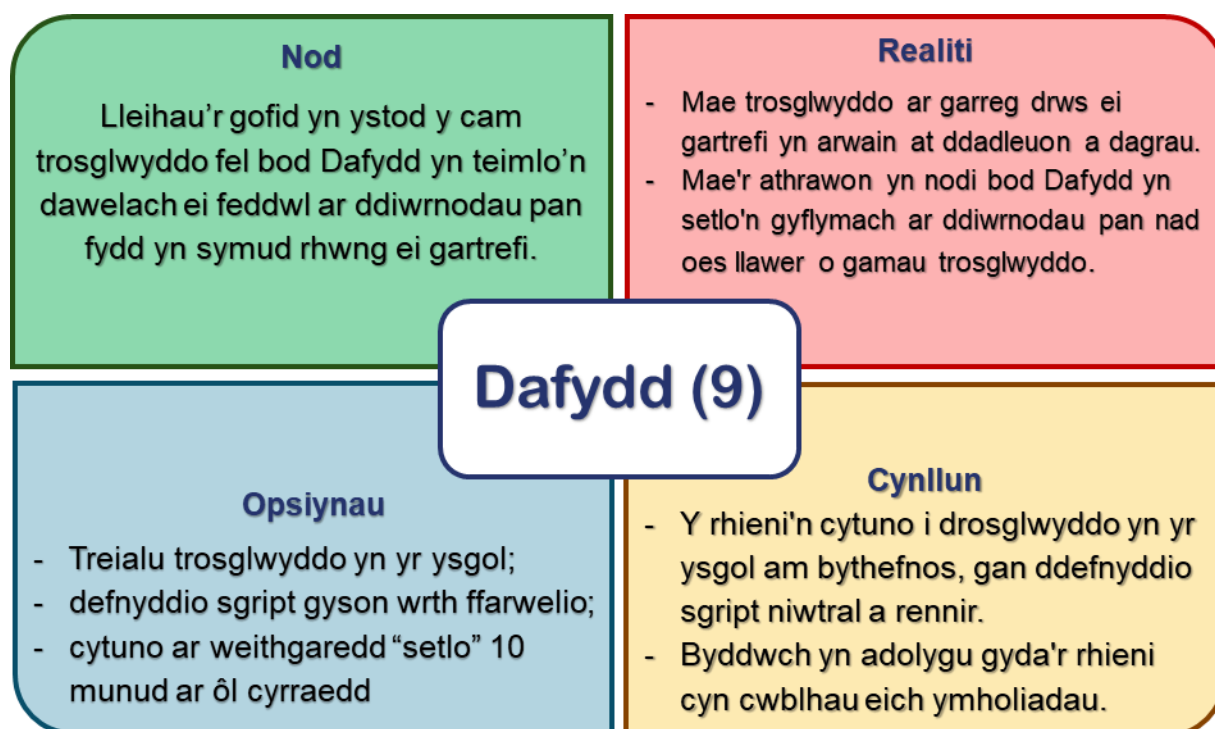 Nod
Lleihau’r gofid yn ystod y cam
trosglwyddo fel bod Dafydd yn teimlo’n
dawelach ei feddwl ar ddiwrnodau pan
fydd yn symud rhwng ei gartrefi.
Realiti
- Mae trosglwyddo ar garreg drws ei
gartrefi yn arwain at ddadleuon a dagrau.
- Mae'r athrawon yn nodi bod Dafydd yn
setlo'n gyflymach ar ddiwrnodau pan nad
oes llawer o gamau trosglwyddo.
Dafydd (9)
Opsiynau
- Treialu trosglwyddo yn yr ysgol;
- defnyddio sgript gyson wrth ffarwelio;
- cytuno ar weithgaredd “setlo” 10
munud ar ôl cyrraedd
Cynllun
- Y rhieni'n cytuno i drosglwyddo yn yr
ysgol am bythefnos, gan ddefnyddio
sgript niwtral a rennir.
- Byddwch yn adolygu gyda'r rhieni
cyn cwblhau eich ymholiadau.